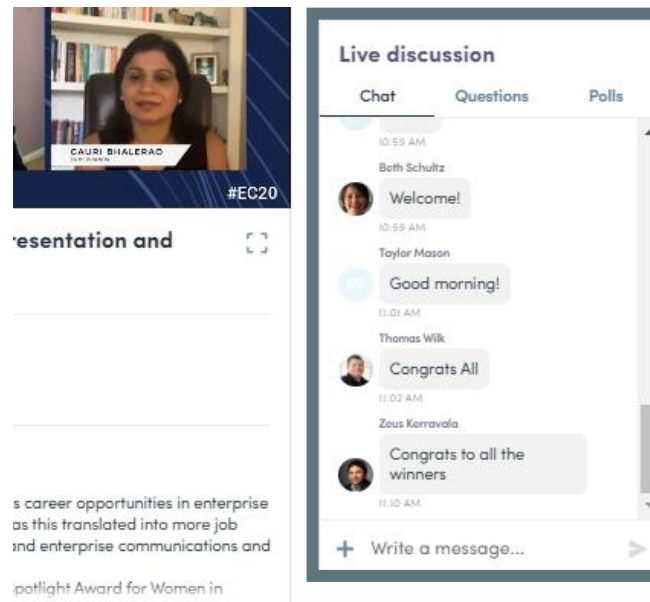 GAURI BHALERAO
#EC20
resentation and
s career opportunities in enterprise
as this translated into more job
and enterprise communications and
potlight Award for Women in
Live discussion
Chat Questions Polls
10:55 AM
Beth Schultz
Welcome!
10:55 AM
Taylor Mason
Good morning!
11:01 AM
Thomas Wilk
Congrats All
11:02 AM
Zeus Kerravala
Congrats to all the
winners
11:10 AM
Write a message...